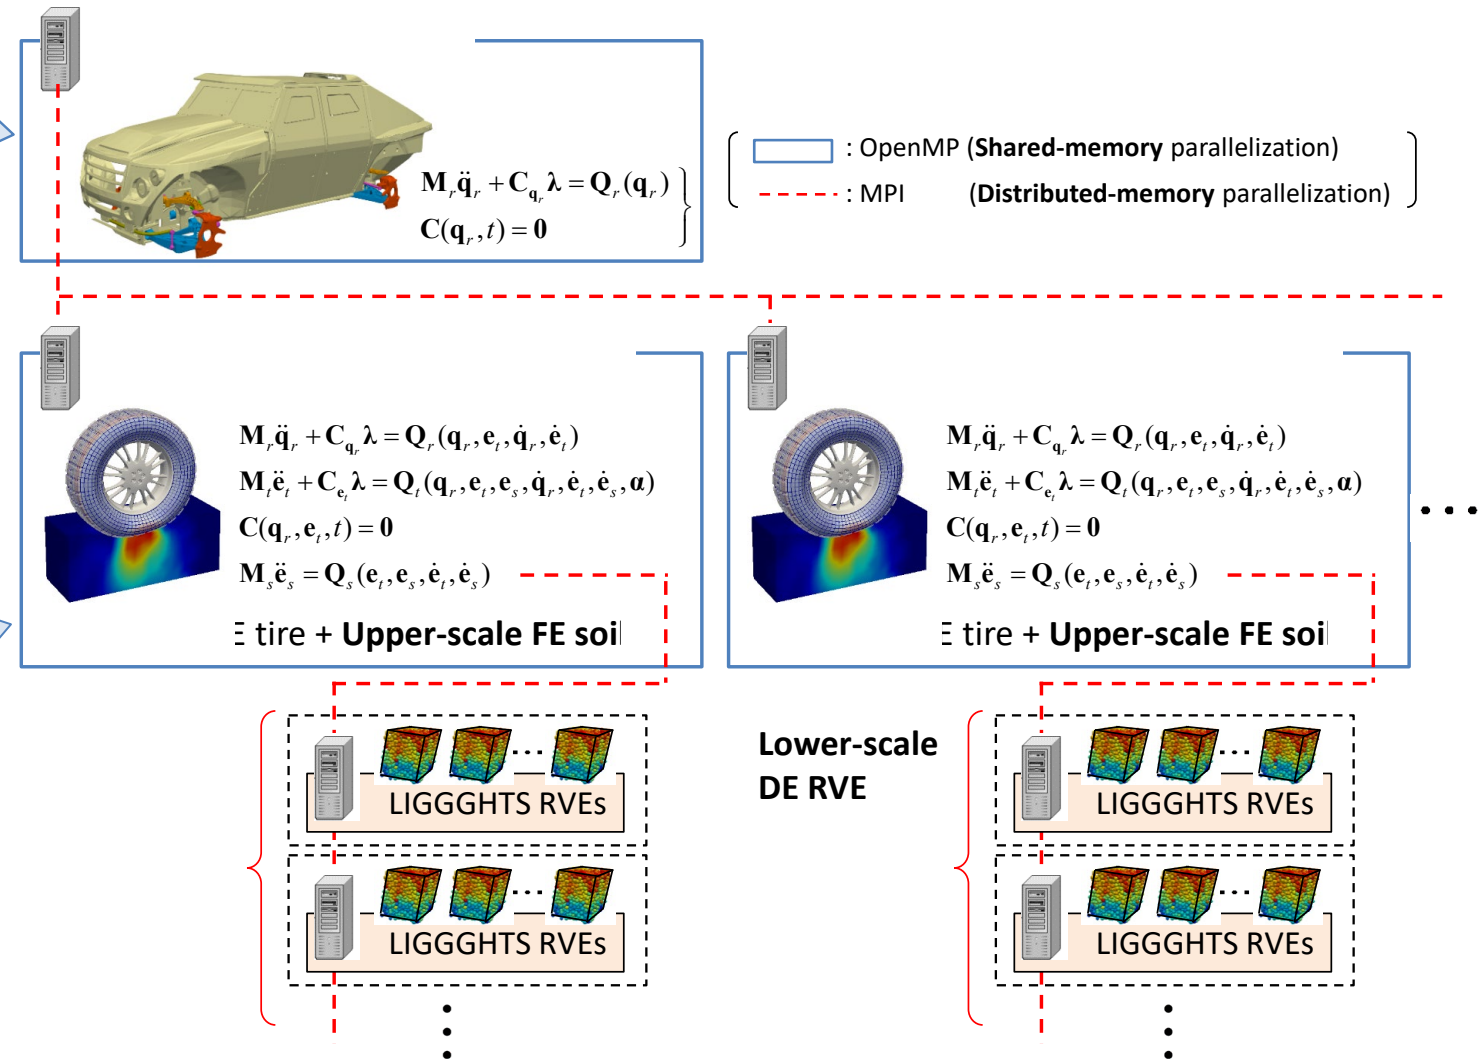 M_r q̈_r + C_{q_r} λ = Q_r(q_r)
C(q_r, t) = 0
: OpenMP (Shared-memory parallelization)
: MPI (Distributed-memory parallelization)
M_r q̈_r + C_{q_r} λ = Q_r(q_r, e_t, q̇_r, ė_t)
M_t ë_t + C_{e_t} λ = Q_t(q_r, e_t, e_s, q̇_r, ė_t, ė_s, α)
C(q_r, e_t, t) = 0
M_s ë_s = Q_s(e_t, e_s, ė_t, ė_s)
tire + Upper-scale FE soil
M_r q̈_r + C_{q_r} λ = Q_r(q_r, e_t, q̇_r, ė_t)
M_t ë_t + C_{e_t} λ = Q_t(q_r, e_t, e_s, q̇_r, ė_t, ė_s, α)
C(q_r, e_t, t) = 0
M_s ë_s = Q_s(e_t, e_s, ė_t, ė_s)
tire + Upper-scale FE soil
...
...
LIGGGHTS RVEs
...
LIGGGHTS RVEs
Lower-scale
DE RVE
...
LIGGGHTS RVEs
...
LIGGGHTS RVEs